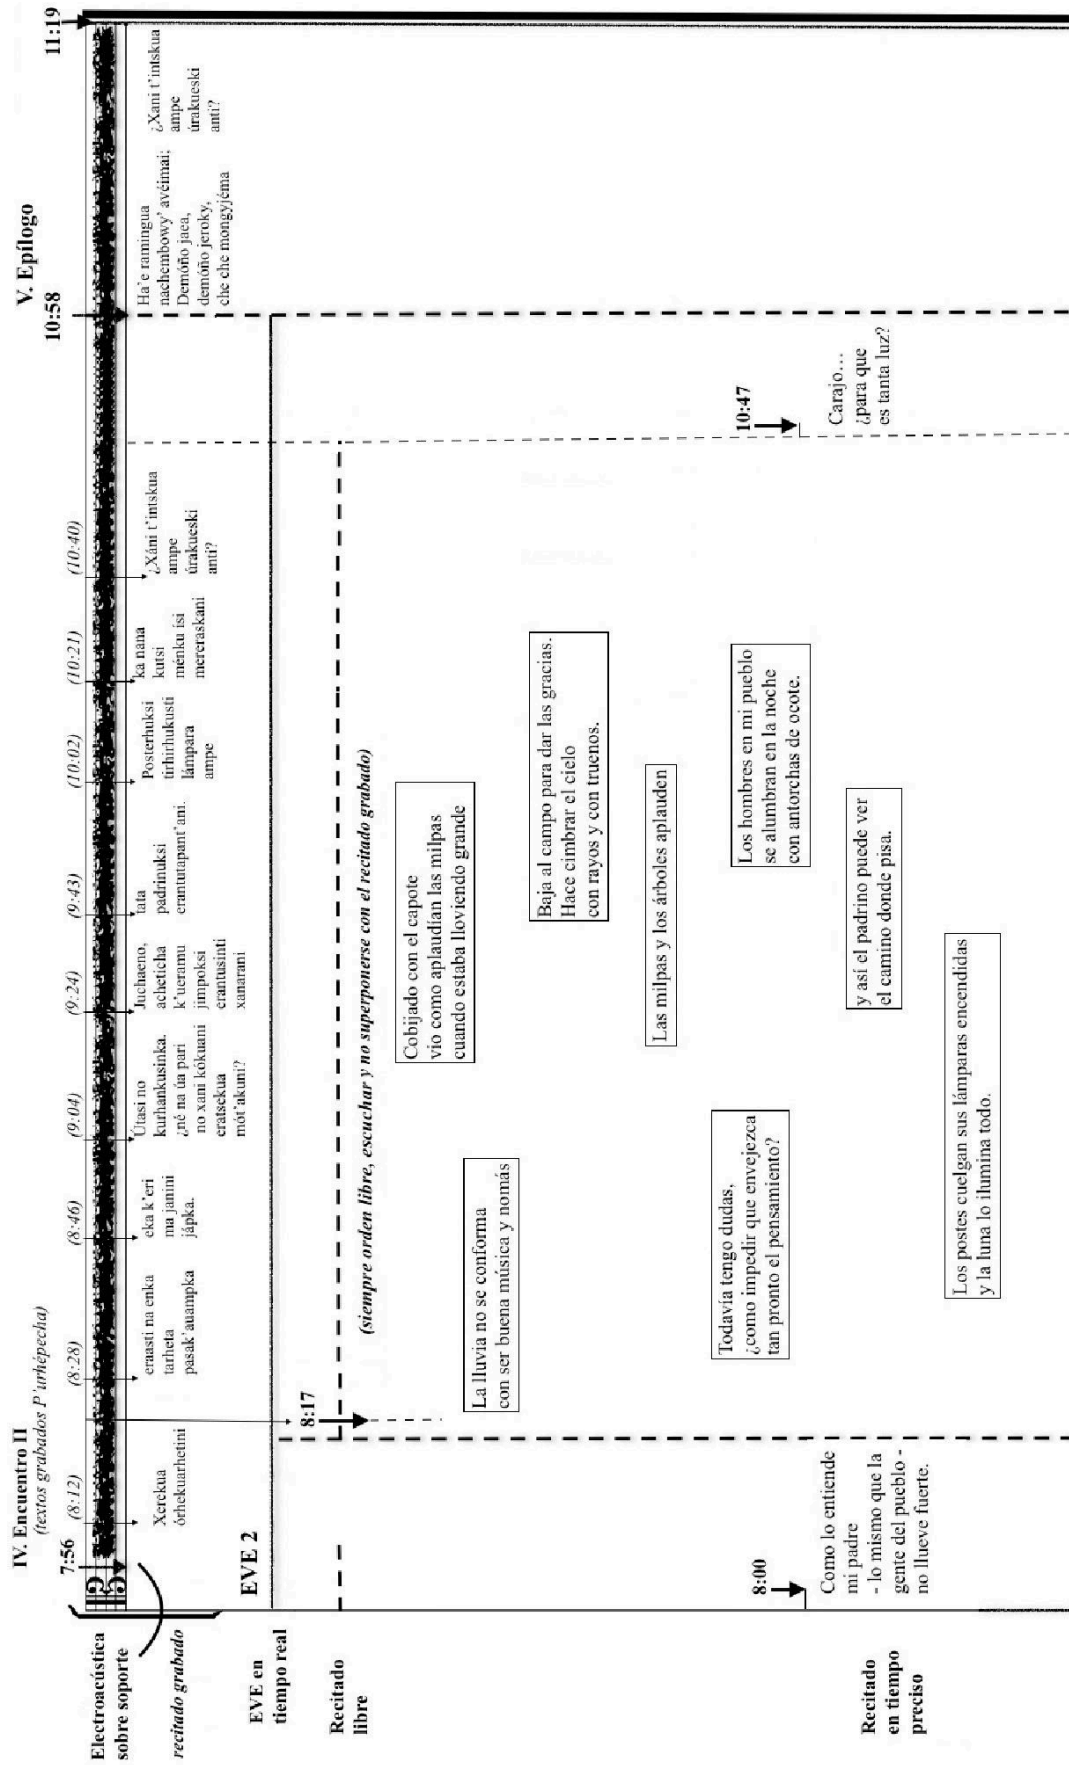 IV. Encuentro II
(textos grabados P'urhépecha)
V. Epílogo
7:56
(8:12)
(8:28)
(8:46)
(9:04)
(9:24)
(9:43)
(10:02)
(10:21)
(10:40)
10:58
11:19
Electroacústica
sobre soporte
recitado grabado
Xerekua
órhekuarhetini
eraasti na enka
tarheta
pasak'auampka
eka k'eri
ma janini
jápka.
Útasi no
kurhankusinka.
¿né na úa pari
no xani kókuani
eratsekua
mót'akuni?
Juchaeno,
acheticha
k'ueramu
jimpoksi
erantusinti
xanarani
tata
padrinuksi
erantutapant'ani.
Posterhuksi
tirhirhukusti
lámpara
ampe
ka nana
kutsi
ménku isi
mereraskani
¿Xáni t'intskua
ampe
úrakueski
anti?
Ha'e ramingua
nachembowy' avéimai;
Demóño jaea,
demóño jeroky,
che che mongyjéma
¿Xani t'intskua
ampe
úrakueski
anti?
EVE en
tiempo real
EVE 2
8:17
Recitado
libre
(siempre orden libre, escuchar y no superponerse con el recitado grabado)
Cobijado con el capote
vio como aplaudían las milpas
cuando estaba lloviendo grande
La lluvia no se conforma
con ser buena música y nomás
Baja al campo para dar las gracias.
Hace cimbrar el cielo
con rayos y con truenos.
Las milpas y los árboles aplauden
Todavía tengo dudas,
¿como impedir que envejezca
tan pronto el pensamiento?
Los hombres en mi pueblo
se alumbran en la noche
con antorchas de ocote.
y así el padrino puede ver
el camino donde pisa.
Los postes cuelgan sus lámparas encendidas
y la luna lo ilumina todo.
Recitado
en tiempo
preciso
8:00
Como lo entiende
mi padre
- lo mismo que la
gente del pueblo -
no llueve fuerte.
10:47
Carajo…
¿para que
es tanta luz?